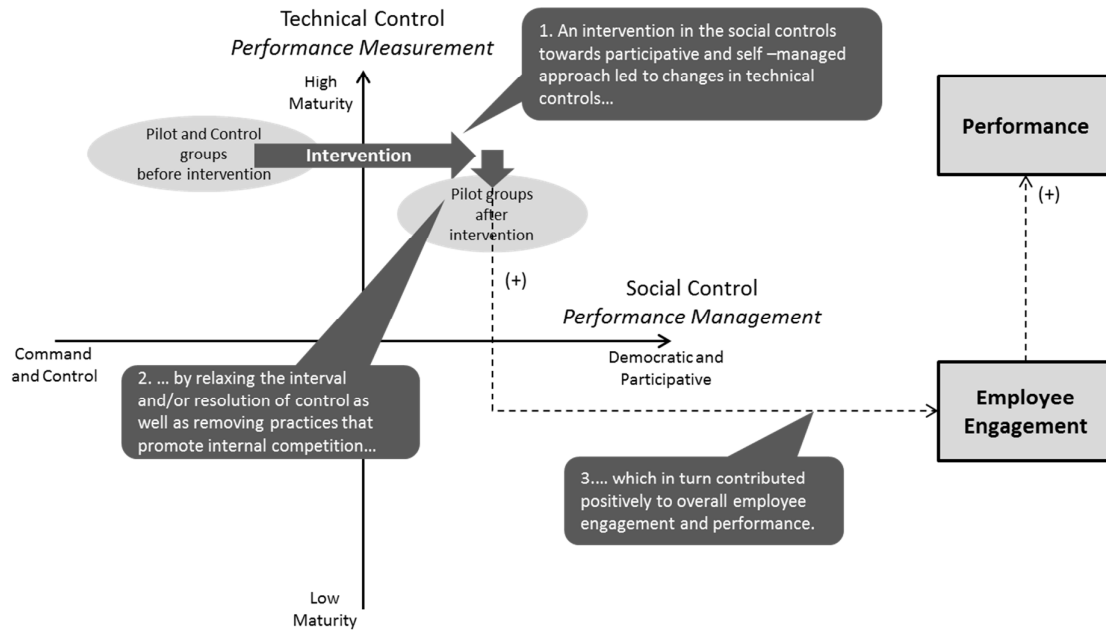 Technical Control
Performance Measurement
High
Maturity
1. An intervention in the social controls
towards participative and self –managed
approach led to changes in technical
controls...
Performance
Pilot and Control
groups
before intervention
Intervention
Pilot groups
after
intervention
(+)
(+)
Social Control
Performance Management
Command
and Control
Democratic and
Participative
2. ... by relaxing the interval
and/or resolution of control as
well as removing practices that
promote internal competition...
Employee
Engagement
3.... which in turn contributed
positively to overall employee
engagement and performance.
Low
Maturity